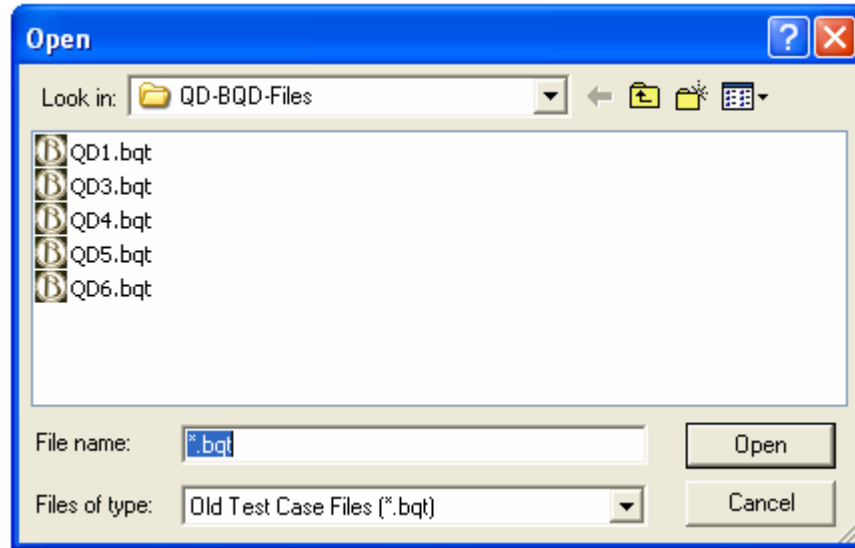 Open
Look in: QD-BQD-Files
QD1.bqt
QD3.bqt
QD4.bqt
QD5.bqt
QD6.bqt
File name: *.bqt Open
Files of type: Old Test Case Files (*.bqt) Cancel